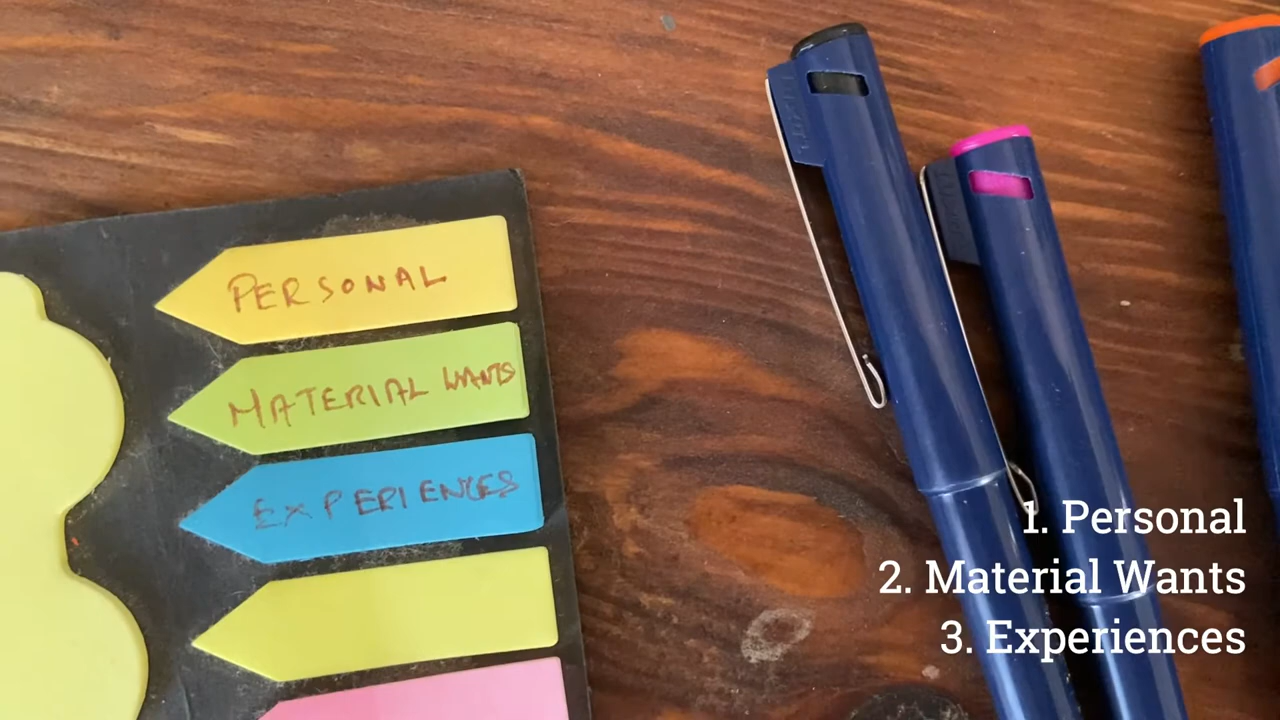 PERSONAL
MATERIAL WANTS
EXPERIENCES
1. Personal
2. Material Wants
3. Experiences